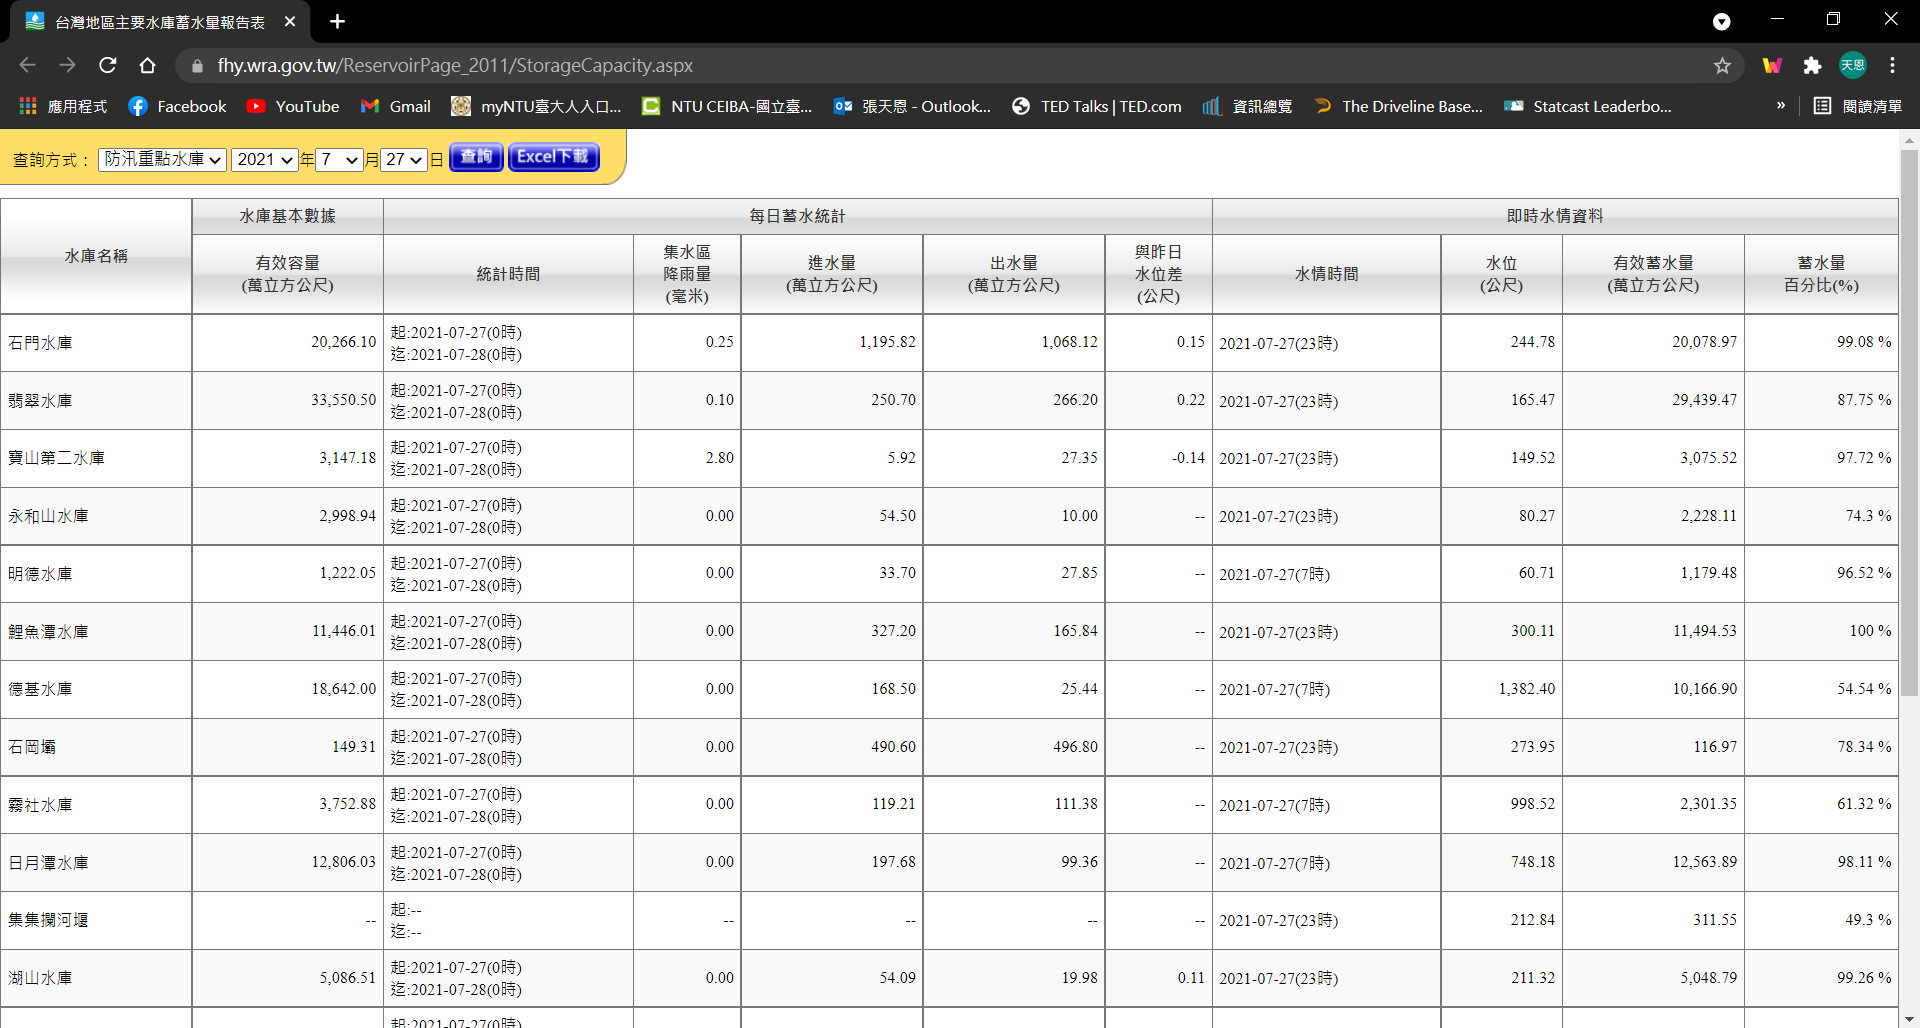 台灣地區主要水庫蓄水量報告表
fhy.wra.gov.tw/ReservoirPage_2011/StorageCapacity.aspx
天恩
應用程式 Facebook YouTube Gmail myNTU臺大人入口... NTU CEIBA-國立臺... 張天恩 - Outlook... TED Talks | TED.com 資訊總覽 The Driveline Base... Statcast Leaderbo... » 閱讀清單
查詢方式： 防汛重點水庫 2021 年 7 月 27 日 查詢 Excel下載
水庫名稱 水庫基本數據 每日蓄水統計 即時水情資料
有效容量
(萬立方公尺)
統計時間
集水區
降雨量
(毫米)
進水量
(萬立方公尺)
出水量
(萬立方公尺)
與昨日
水位差
(公尺)
水情時間
水位
(公尺)
有效蓄水量
(萬立方公尺)
蓄水量
百分比(%)
石門水庫 20,266.10 起:2021-07-27(0時)
迄:2021-07-28(0時) 0.25 1,195.82 1,068.12 0.15 2021-07-27(23時) 244.78 20,078.97 99.08 %
翡翠水庫 33,550.50 起:2021-07-27(0時)
迄:2021-07-28(0時) 0.10 250.70 266.20 0.22 2021-07-27(23時) 165.47 29,439.47 87.75 %
寶山第二水庫 3,147.18 起:2021-07-27(0時)
迄:2021-07-28(0時) 2.80 5.92 27.35 -0.14 2021-07-27(23時) 149.52 3,075.52 97.72 %
永和山水庫 2,998.94 起:2021-07-27(0時)
迄:2021-07-28(0時) 0.00 54.50 10.00 -- 2021-07-27(23時) 80.27 2,228.11 74.3 %
明德水庫 1,222.05 起:2021-07-27(0時)
迄:2021-07-28(0時) 0.00 33.70 27.85 -- 2021-07-27(7時) 60.71 1,179.48 96.52 %
鯉魚潭水庫 11,446.01 起:2021-07-27(0時)
迄:2021-07-28(0時) 0.00 327.20 165.84 -- 2021-07-27(23時) 300.11 11,494.53 100 %
德基水庫 18,642.00 起:2021-07-27(0時)
迄:2021-07-28(0時) 0.00 168.50 25.44 -- 2021-07-27(7時) 1,382.40 10,166.90 54.54 %
石岡壩 149.31 起:2021-07-27(0時)
迄:2021-07-28(0時) 0.00 490.60 496.80 -- 2021-07-27(23時) 273.95 116.97 78.34 %
霧社水庫 3,752.88 起:2021-07-27(0時)
迄:2021-07-28(0時) 0.00 119.21 111.38 -- 2021-07-27(7時) 998.52 2,301.35 61.32 %
日月潭水庫 12,806.03 起:2021-07-27(0時)
迄:2021-07-28(0時) 0.00 197.68 99.36 -- 2021-07-27(7時) 748.18 12,563.89 98.11 %
集集攔河堰 -- 起:--
迄:-- -- -- -- -- 2021-07-27(23時) 212.84 311.55 49.3 %
湖山水庫 5,086.51 起:2021-07-27(0時)
迄:2021-07-28(0時) 0.00 54.09 19.98 0.11 2021-07-27(23時) 211.32 5,048.79 99.26 %
起:2021-07-27(0時)